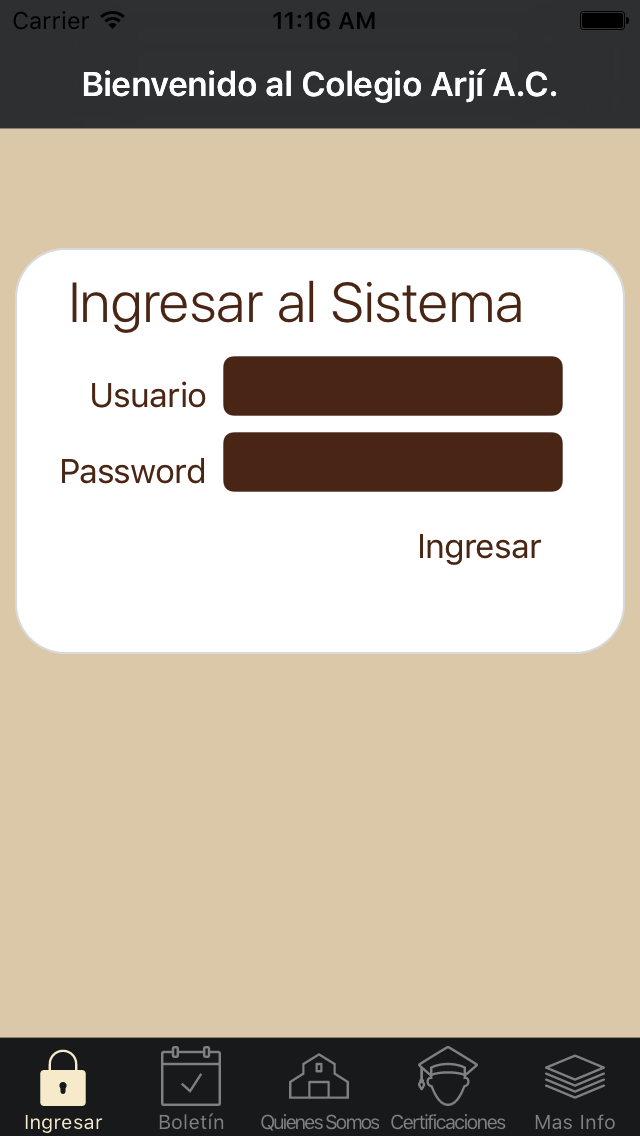 Carrier 11:16 AM
Bienvenido al Colegio Arjí A.C.
Ingresar al Sistema
Usuario
Password
Ingresar
Ingresar Boletín Quienes Somos Certificaciones Mas Info